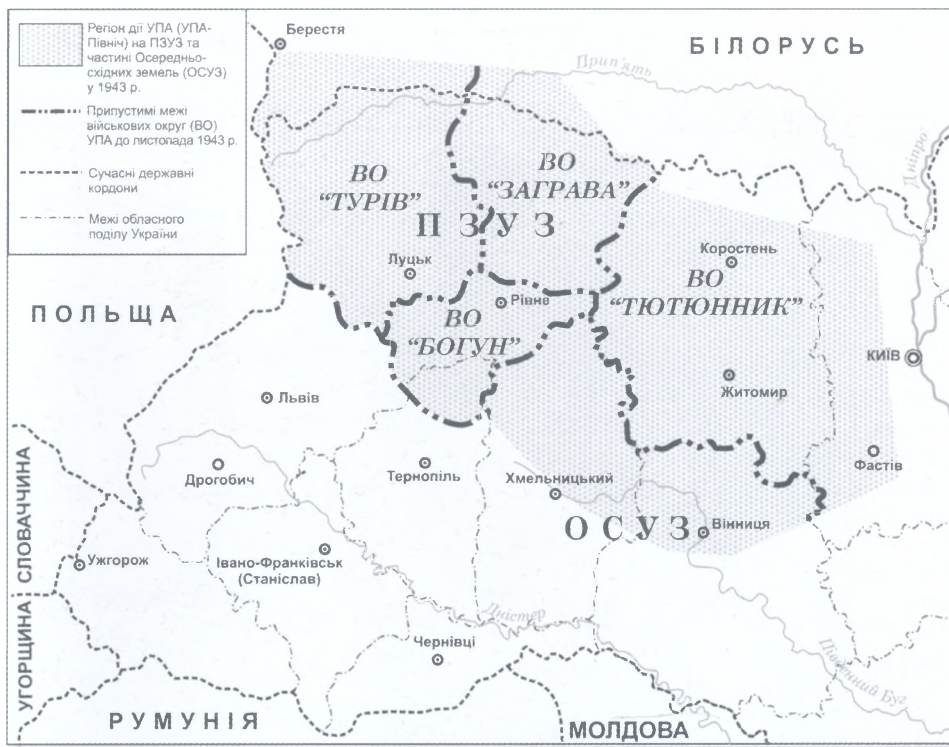 Регіон дії УПА (УПА-
Північ) на ПЗУЗ та
частині Осередньо-
східних земель (ОСУЗ)
у 1943 р.
Припустимі межі
військових округ (ВО)
УПА до листопада 1943 р.
Сучасні державні
кордони
Межі обласного
поділу України
Берестя
БІЛОРУСЬ
Прип'ять
Дніпро
ВО
"ТУРІВ"
ВО
"ЗАГРАВА"
ПЗУЗ
Луцьк
Коростень
ВО
"ТЮТЮННИК"
Рівне
ВО
"БОГУН"
ПОЛЬЩА
КИЇВ
Житомир
Львів
Фастів
Дрогобич
Тернопіль
Хмельницький
ОСУЗ
Вінниця
СЛОВАЧЧИНА
Ужгорож
Івано-Франківськ
(Станіслав)
Дністер
УГОРЩИНА
Чернівці
Південний Буг
РУМУНІЯ
МОЛДОВА